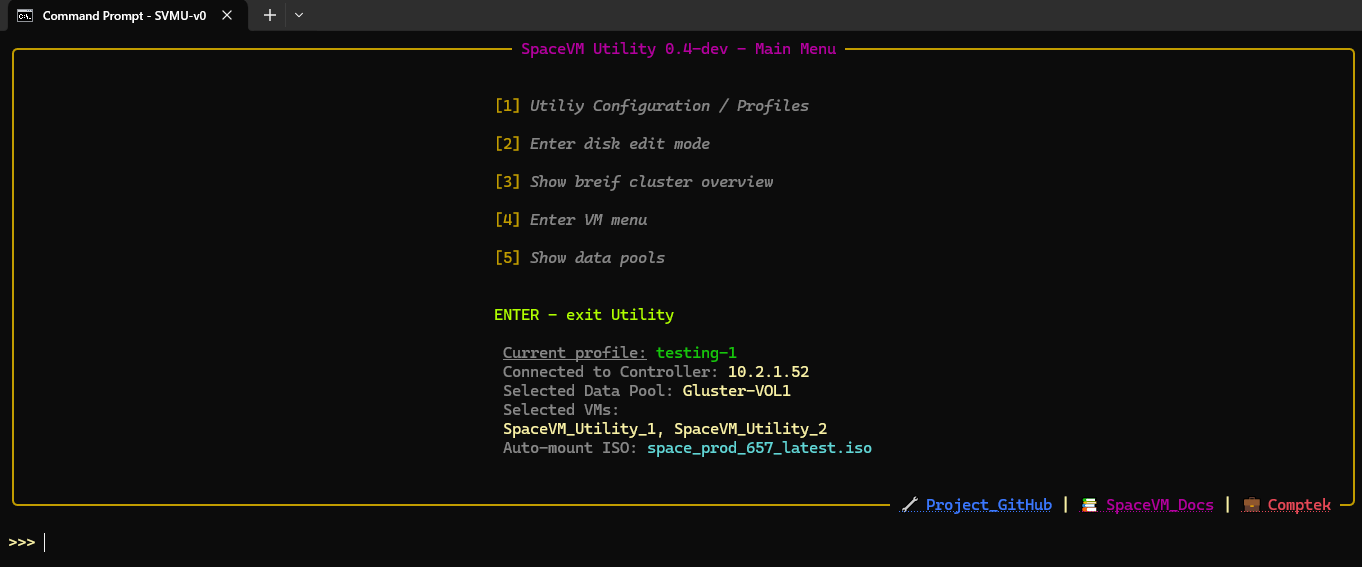 Command Prompt - SVMU-v0
SpaceVM Utility 0.4-dev - Main Menu
[1] Utiliy Configuration / Profiles
[2] Enter disk edit mode
[3] Show breif cluster overview
[4] Enter VM menu
[5] Show data pools
ENTER - exit Utility
Current profile: testing-1
Connected to Controller: 10.2.1.52
Selected Data Pool: Gluster-VOL1
Selected VMs:
SpaceVM_Utility_1, SpaceVM_Utility_2
Auto-mount ISO: space_prod_657_latest.iso
Project_GitHub | SpaceVM_Docs | Comptek
>>>